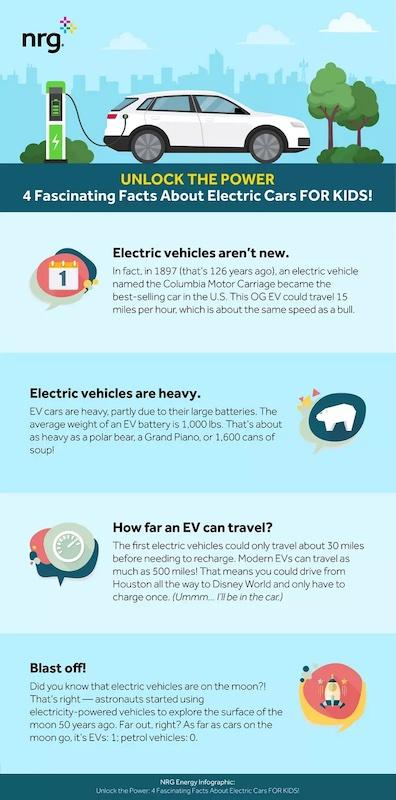 nrg
UNLOCK THE POWER
4 Fascinating Facts About Electric Cars FOR KIDS!
Electric vehicles aren't new.
In fact, in 1897 (that's 126 years ago), an electric vehicle
named the Columbia Motor Carriage became the
best-selling car in the U.S. This OG EV could travel 15
miles per hour, which is about the same speed as a bull.
1
Electric vehicles are heavy.
EV cars are heavy, partly due to their large batteries. The
average weight of an EV battery is 1,000 lbs. That's about
as heavy as a polar bear, a Grand Piano, or 1,600 cans of
soup!
How far an EV can travel?
The first electric vehicles could only travel about 30 miles
before needing to recharge. Modern EVs can travel as
much as 500 miles! That means you could drive from
Houston all the way to Disney World and only have to
charge once. (Ummm... I'll be in the car.)
Blast off!
Did you know that electric vehicles are on the moon?!
That's right — astronauts started using
electricity-powered vehicles to explore the surface of the
moon 50 years ago. Far out, right? As far as cars on the
moon go, it's EVs: 1; petrol vehicles: 0.
NRG Energy Infographic:
Unlock the Power: 4 Fascinating Facts About Electric Cars FOR KIDS!